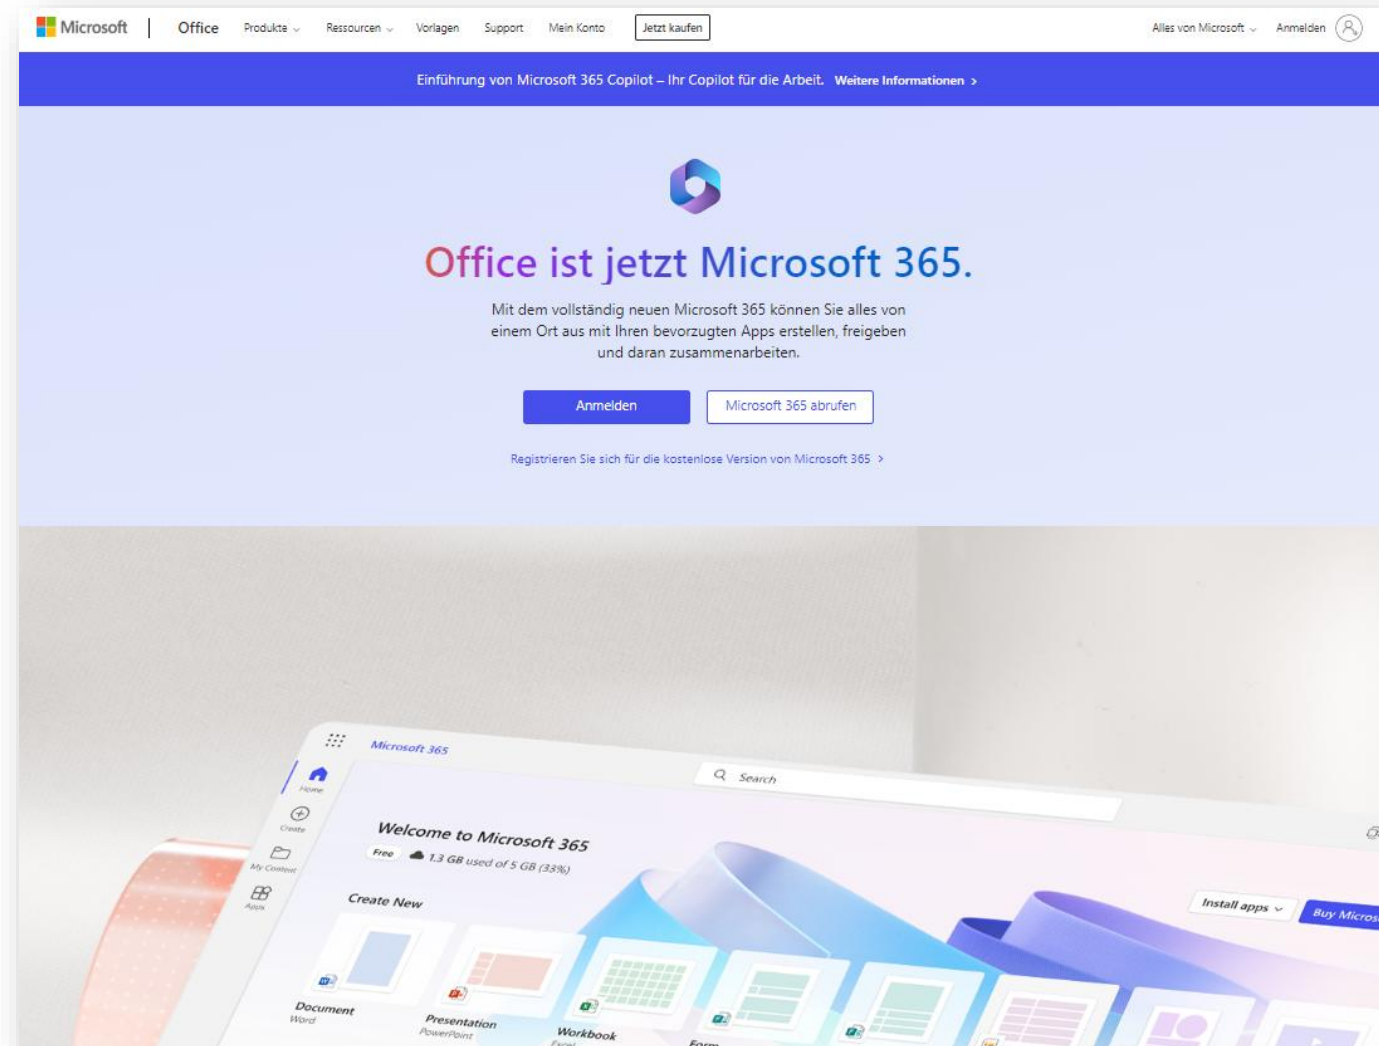 Microsoft
Office
Produkte
Ressourcen
Vorlagen
Support
Mein Konto
Jetzt kaufen
Alles von Microsoft
Anmelden
Einführung von Microsoft 365 Copilot – Ihr Copilot für die Arbeit. Weitere Informationen >
Office ist jetzt Microsoft 365.
Mit dem vollständig neuen Microsoft 365 können Sie alles von
einem Ort aus mit Ihren bevorzugten Apps erstellen, freigeben
und daran zusammenarbeiten.
Anmelden
Microsoft 365 abrufen
Registrieren Sie sich für die kostenlose Version von Microsoft 365 >
Microsoft 365
Search
Home
Create
My Content
Apps
Welcome to Microsoft 365
Free 1.3 GB used of 5 GB (33%)
Install apps
Buy Micros
Create New
Document
Word
Presentation
PowerPoint
Workbook
Excel
Form